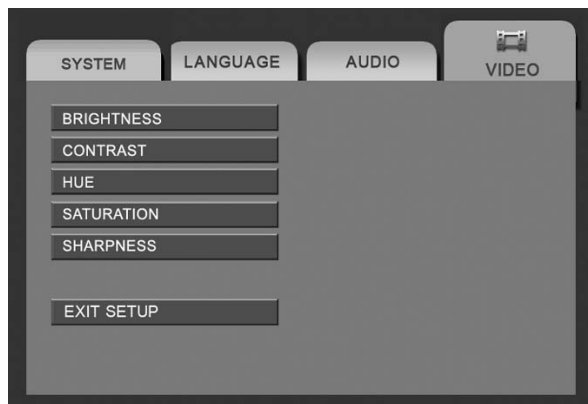 SYSTEM LANGUAGE AUDIO VIDEO
BRIGHTNESS
CONTRAST
HUE
SATURATION
SHARPNESS
EXIT SETUP